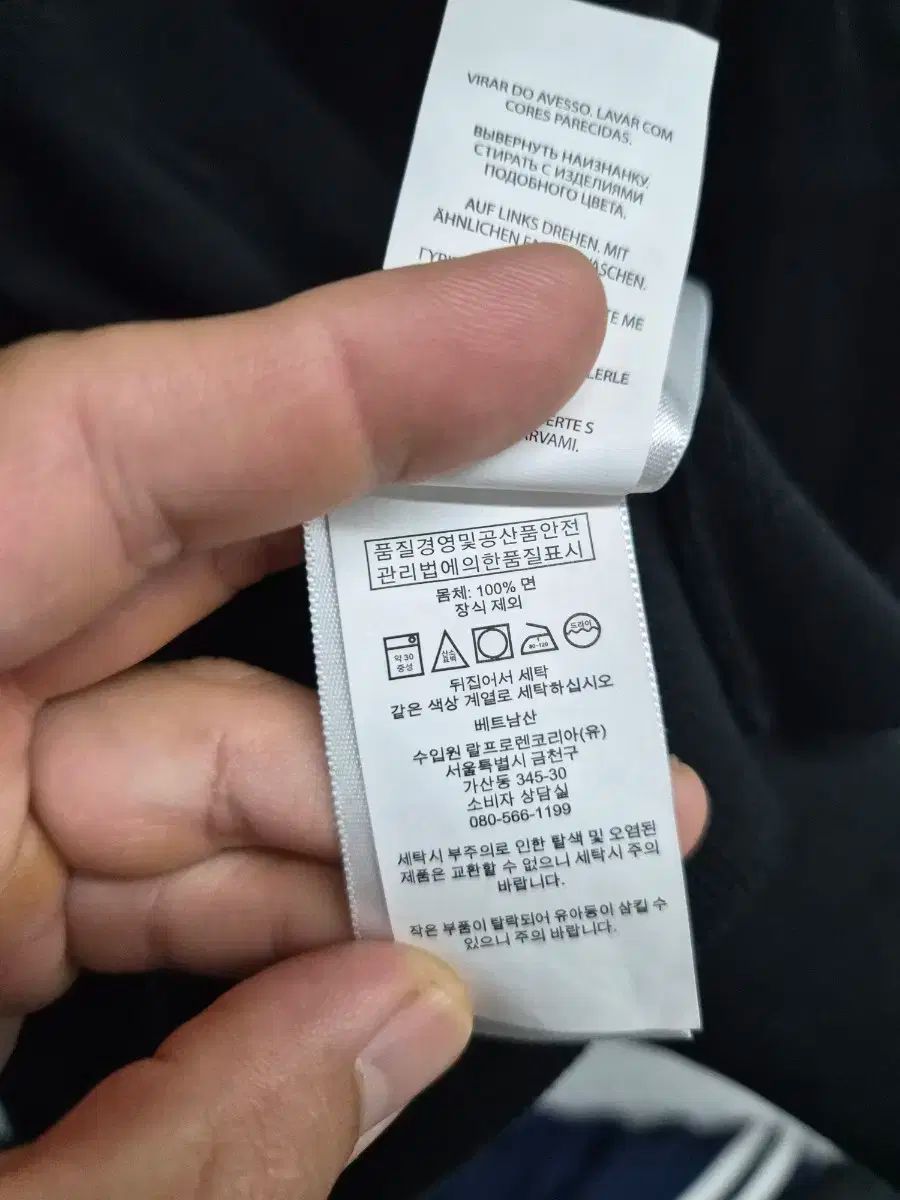 VIRAR DO AVESSO. LAVAR COM
CORES PARECIDAS.
ВЫВЕРНУТЬ НАИЗНАНКУ.
СТИРАТЬ С ИЗДЕЛИЯМИ
ПОДОБНОГО ЦВЕТА.
AUF LINKS DREHEN. MIT
ÄHNLICHEN
ME
품질경영및공산품안전
관리법에의한품질표시
몸체: 100% 면
장식 제외
약 30
중성
산소
표백
80-120
드라이
뒤집어서 세탁
같은 색상 계열로 세탁하십시오
베트남산
수입원 랄프로렌코리아(유)
서울특별시 금천구
가산동 345-30
소비자 상담실
080-566-1199
세탁시 부주의로 인한 탈색 및 오염된
제품은 교환할 수 없으니 세탁시 주의
바랍니다.
작은 부품이 탈락되어 유아등이 삼킬 수
있으니 주의 바랍니다.